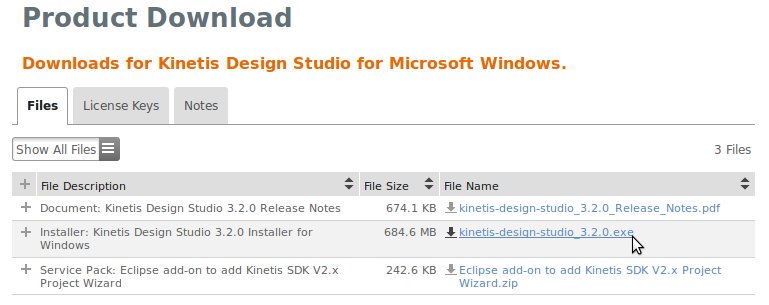 Product Download
Downloads for Kinetis Design Studio for Microsoft Windows.
Files License Keys Notes
Show All Files 3 Files
+ File Description File Size File Name
+ Document: Kinetis Design Studio 3.2.0 Release Notes 674.1 KB kinetis-design-studio_3.2.0_Release_Notes.pdf
+ Installer: Kinetis Design Studio 3.2.0 Installer for 684.6 MB kinetis-design-studio_3.2.0.exe
Windows
+ Service Pack: Eclipse add-on to add Kinetis SDK V2.x 242.6 KB Eclipse add-on to add Kinetis SDK V2.x Project
Project Wizard Wizard.zip